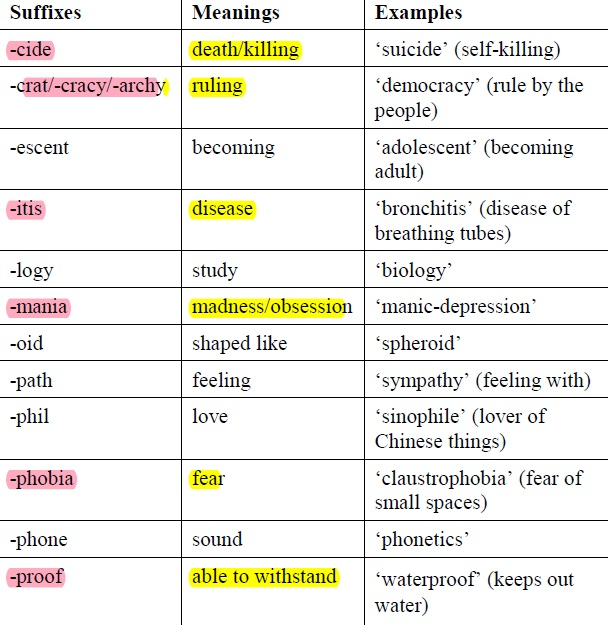 Suffixes Meanings Examples
-cide death/killing ‘suicide’ (self-killing)
-crat/-cracy/-archy ruling ‘democracy’ (rule by the
people)
-escent becoming ‘adolescent’ (becoming
adult)
-itis disease ‘bronchitis’ (disease of
breathing tubes)
-logy study ‘biology’
-mania madness/obsession ‘manic-depression’
-oid shaped like ‘spheroid’
-path feeling ‘sympathy’ (feeling with)
-phil love ‘sinophile’ (lover of
Chinese things)
-phobia fear ‘claustrophobia’ (fear of
small spaces)
-phone sound ‘phonetics’
-proof able to withstand ‘waterproof’ (keeps out
water)